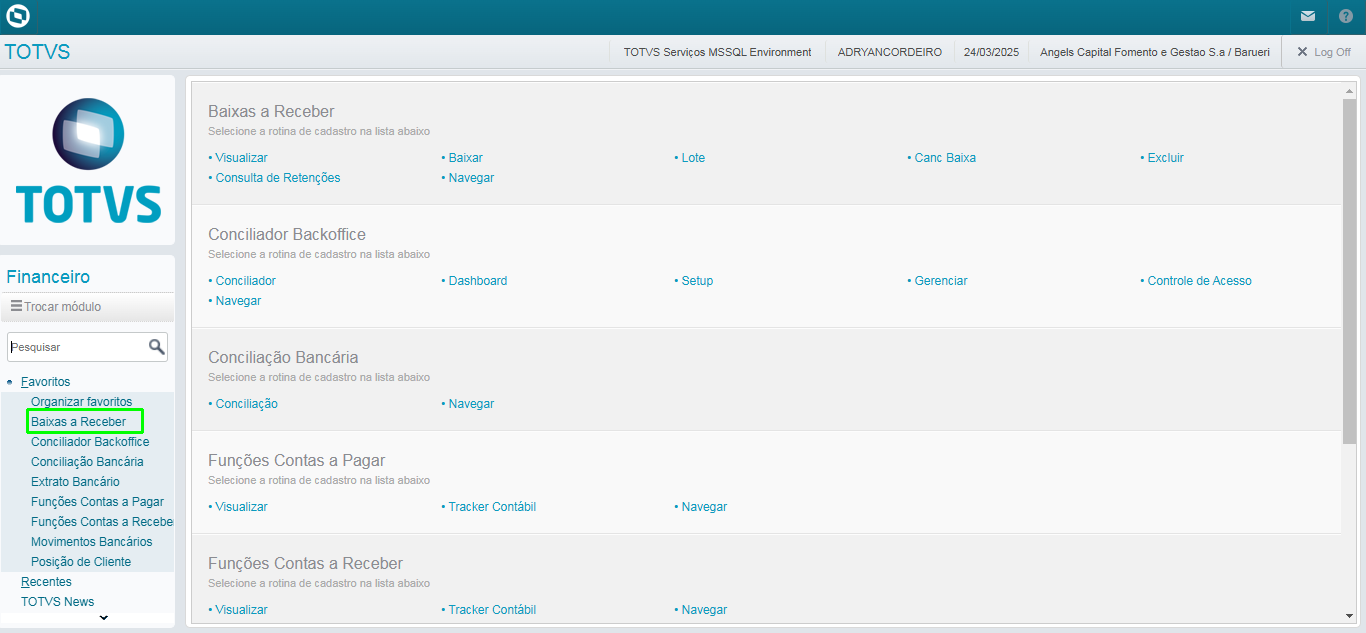 TOTVS
TOTVS Serviços MSSQL Environment
ADRYANCORDEIRO
24/03/2025
Angels Capital Fomento e Gestao S.a / Barueri
Log Off
TOTVS
Financeiro
Trocar módulo
Pesquisar
Favoritos
Organizar favoritos
Baixas a Receber
Conciliador Backoffice
Conciliação Bancária
Extrato Bancário
Funções Contas a Pagar
Funções Contas a Recebe
Movimentos Bancários
Posição de Cliente
Recentes
TOTVS News
Baixas a Receber
Selecione a rotina de cadastro na lista abaixo
• Visualizar • Baixar • Lote • Canc Baixa • Excluir
• Consulta de Retenções • Navegar
Conciliador Backoffice
Selecione a rotina de cadastro na lista abaixo
• Conciliador • Dashboard • Setup • Gerenciar • Controle de Acesso
• Navegar
Conciliação Bancária
Selecione a rotina de cadastro na lista abaixo
• Conciliação • Navegar
Funções Contas a Pagar
Selecione a rotina de cadastro na lista abaixo
• Visualizar • Tracker Contábil • Navegar
Funções Contas a Receber
Selecione a rotina de cadastro na lista abaixo
• Visualizar • Tracker Contábil • Navegar